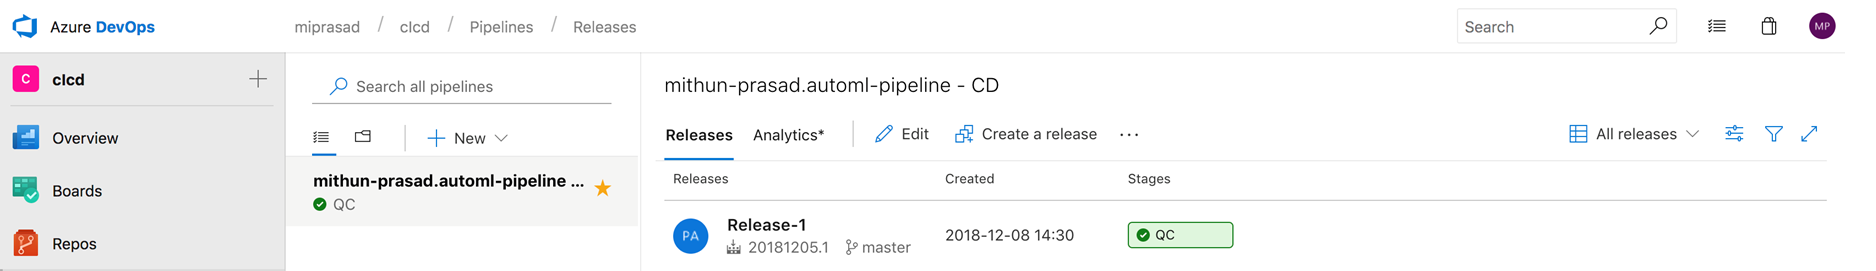 Azure DevOps
miprasad / clcd / Pipelines / Releases
Search
MP
C clcd
Overview
Boards
Repos
Search all pipelines
New
mithun-prasad.automl-pipeline ...
QC
mithun-prasad.automl-pipeline - CD
Releases Analytics* Edit Create a release ... All releases
Releases Created Stages
PA Release-1 2018-12-08 14:30 QC
20181205.1 master